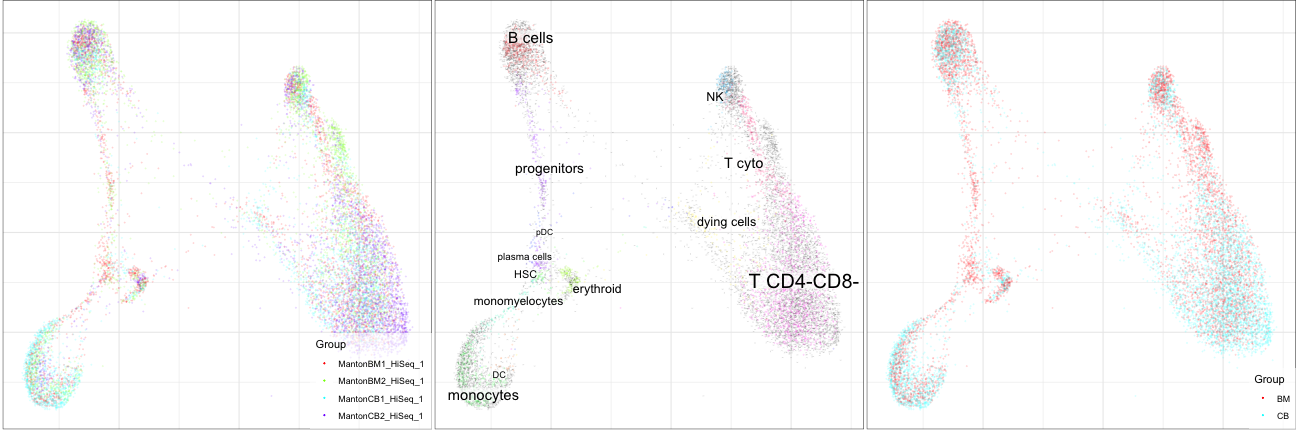 Group
MantonBM1_HiSeq_1
MantonBM2_HiSeq_1
MantonCB1_HiSeq_1
MantonCB2_HiSeq_1
B cells
NK
T cyto
progenitors
dying cells
pDC
plasma cells
HSC
T CD4-CD8-
erythroid
monomyelocytes
DC
monocytes
Group
BM
CB